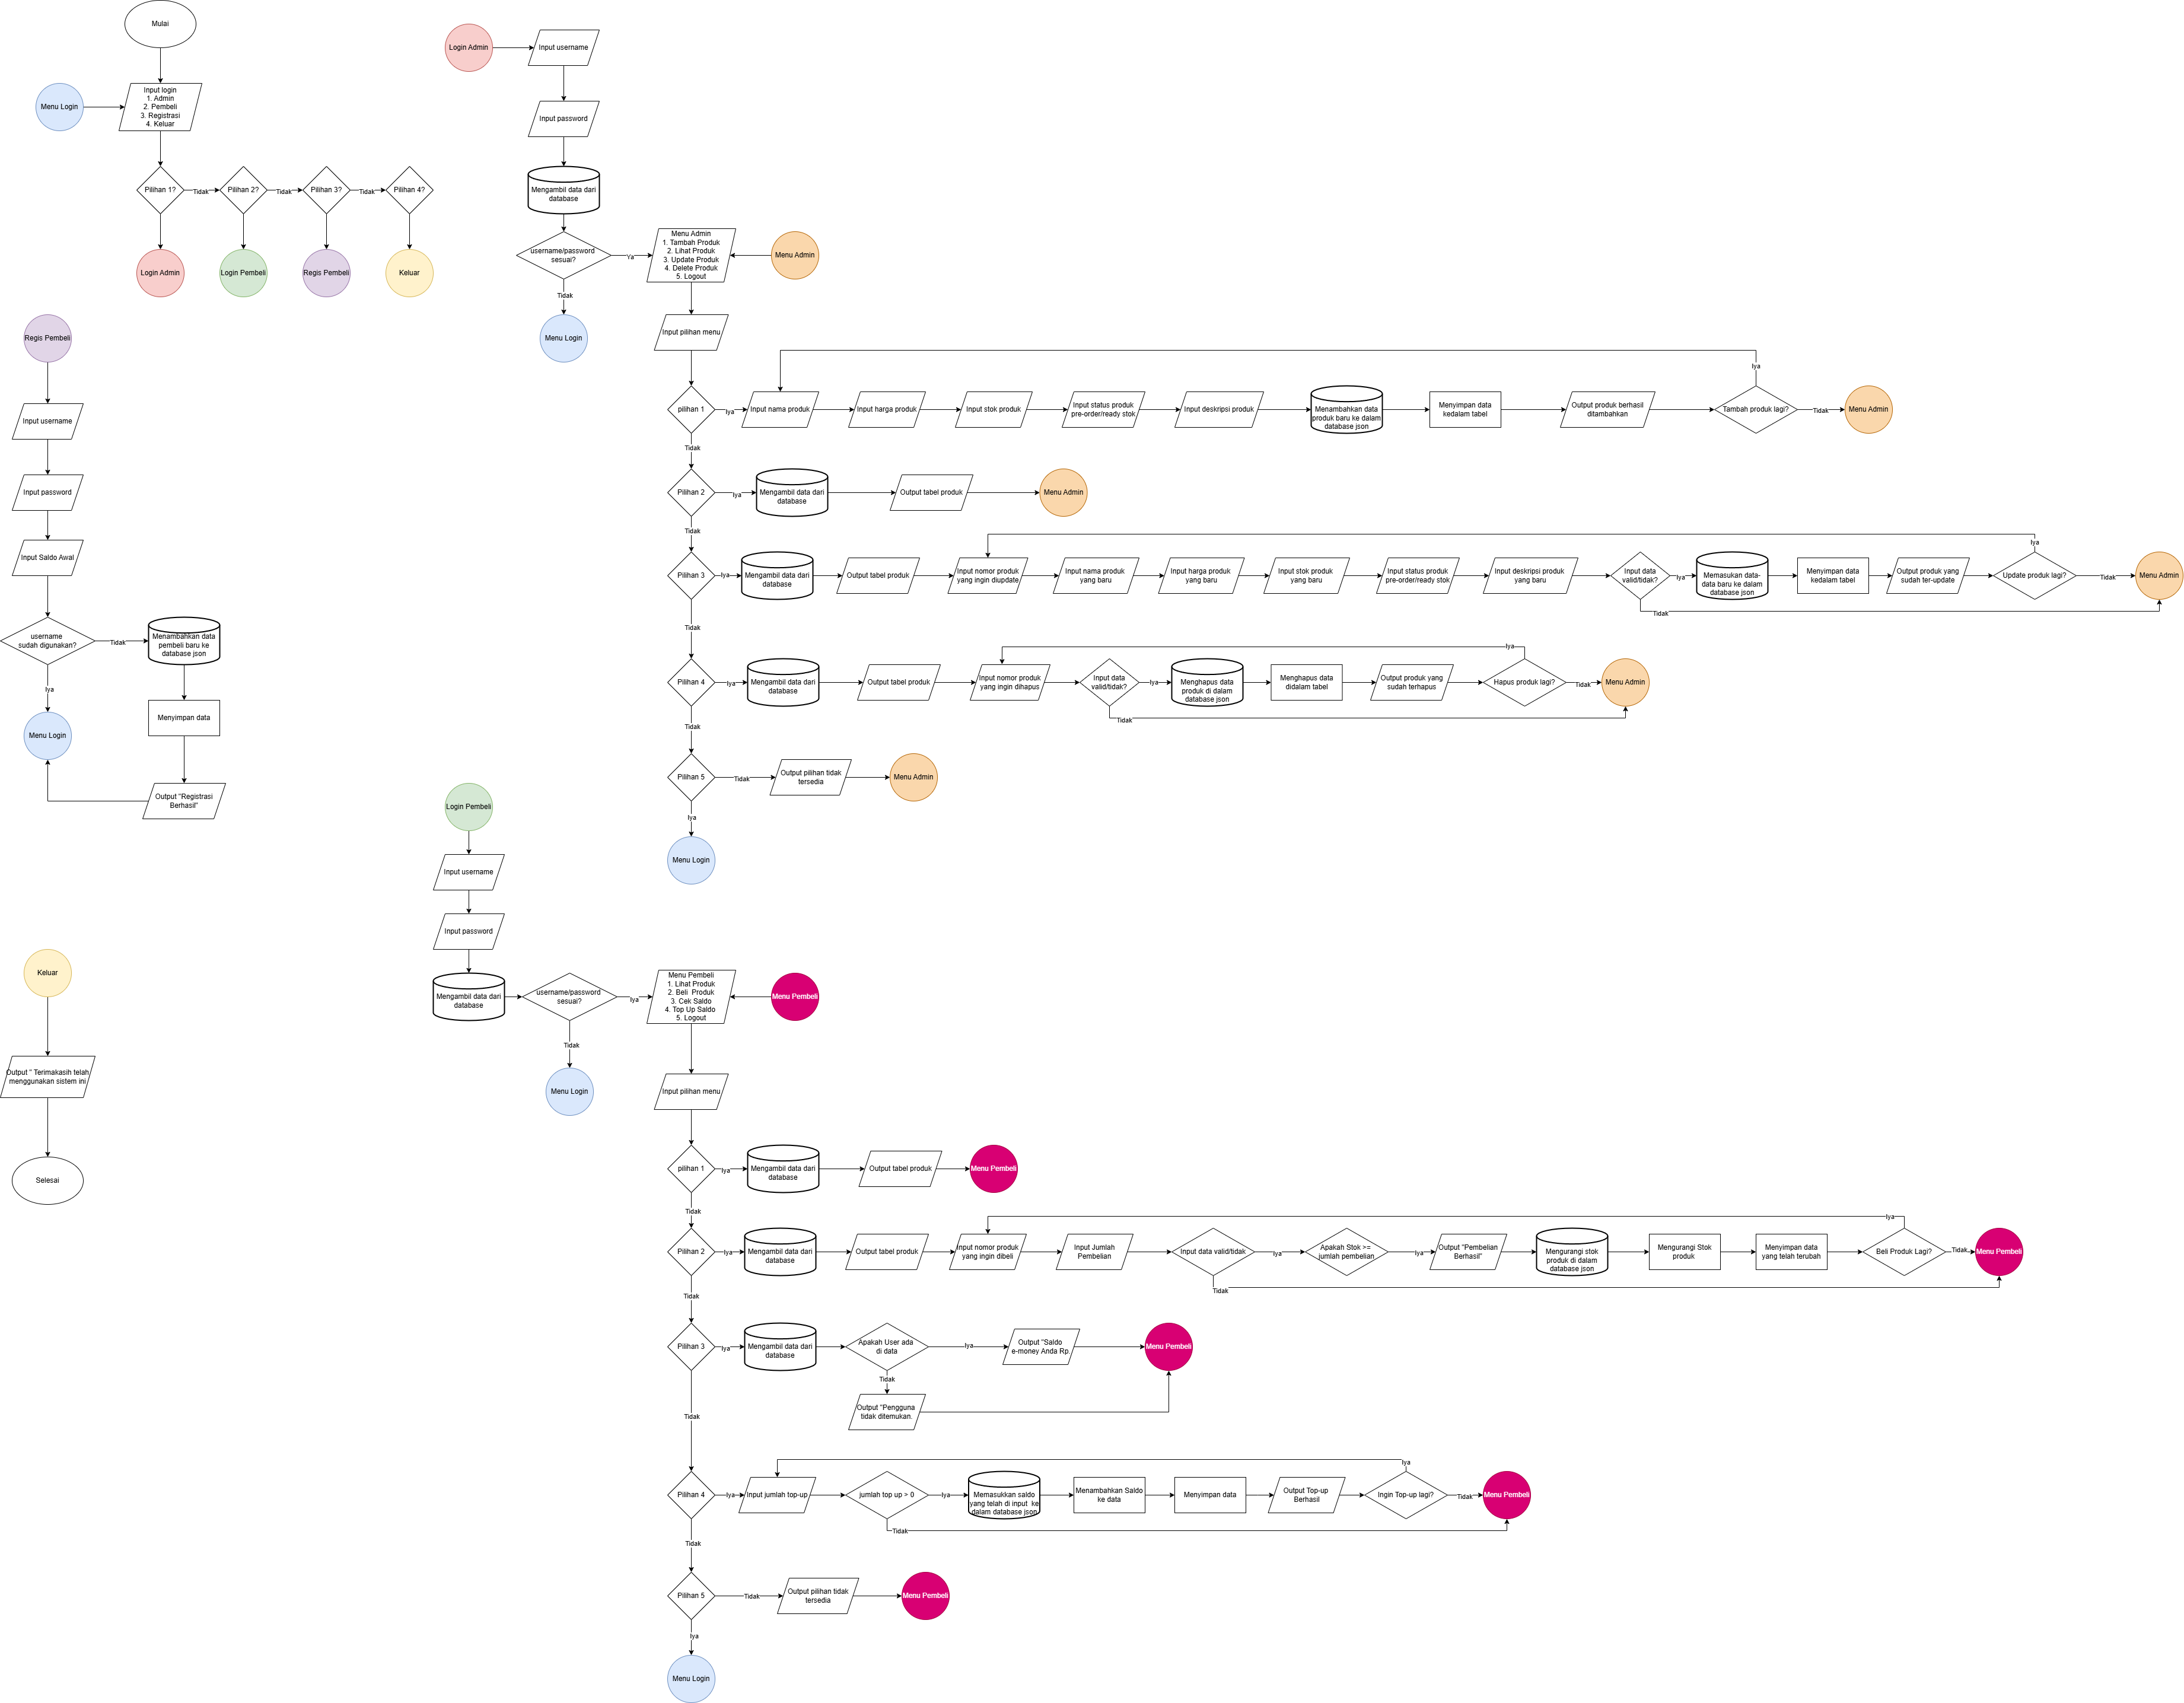 Mulai
Menu Login
Input login
1. Admin
2. Pembeli
3. Registrasi
4. Keluar
Pilihan 1?
Tidak
Pilihan 2?
Tidak
Pilihan 3?
Tidak
Pilihan 4?
Login Admin
Login Pembeli
Regis Pembeli
Keluar
Regis Pembeli
Input username
Input password
Input Saldo Awal
username
sudah digunakan?
Tidak
Menambahkan data
pembeli baru ke
database json
Iya
Menyimpan data
Menu Login
Output "Registrasi
Berhasil"
Keluar
Output " Terimakasih telah
menggunakan sistem ini
Selesai
Login Admin
Input username
Input password
Mengambil data dari
database
username/password
sesuai?
Ya
Tidak
Menu Login
Menu Admin
1. Tambah Produk
2. Lihat Produk
3. Update Produk
4. Delete Produk
5. Logout
Menu Admin
Input pilihan menu
pilihan 1
Iya
Input nama produk
Input harga produk
Input stok produk
Input status produk
pre-order/ready stok
Input deskripsi produk
Menambahkan data
produk baru ke dalam
database json
Menyimpan data
kedalam tabel
Output produk berhasil
ditambahkan
Iya
Tambah produk lagi?
Tidak
Menu Admin
Tidak
Pilihan 2
Iya
Mengambil data dari
database
Output tabel produk
Menu Admin
Tidak
Pilihan 3
Iya
Mengambil data dari
database
Output tabel produk
Input nomor produk
yang ingin diupdate
Input nama produk
yang baru
Input harga produk
yang baru
Input stok produk
yang baru
Input status produk
pre-order/ready stok
Input deskripsi produk
yang baru
Input data
valid/tidak?
Iya
Memasukan data-
data baru ke dalam
database json
Menyimpan data
kedalam tabel
Output produk yang
sudah ter-update
Iya
Update produk lagi?
Tidak
Menu Admin
Tidak
Tidak
Pilihan 4
Iya
Mengambil data dari
database
Output tabel produk
Input nomor produk
yang ingin dihapus
Input data
valid/tidak?
Iya
Menghapus data
produk di dalam
database json
Menghapus data
didalam tabel
Output produk yang
sudah terhapus
Iya
Hapus produk lagi?
Tidak
Menu Admin
Tidak
Tidak
Pilihan 5
Tidak
Output pilihan tidak
tersedia
Menu Admin
Iya
Menu Login
Login Pembeli
Input username
Input password
Mengambil data dari
database
username/password
sesuai?
Iya
Tidak
Menu Login
Menu Pembeli
1. Lihat Produk
2. Beli  Produk
3. Cek Saldo
4. Top Up Saldo
5. Logout
Menu Pembeli
Input pilihan menu
pilihan 1
Iya
Mengambil data dari
database
Output tabel produk
Menu Pembeli
Tidak
Pilihan 2
Iya
Mengambil data dari
database
Output tabel produk
Input nomor produk
yang ingin dibeli
Input Jumlah
Pembelian
Input data valid/tidak
Iya
Apakah Stok >=
jumlah pembelian
Iya
Output "Pembelian
Berhasil"
Mengurangi stok
produk di dalam
database json
Mengurangi Stok
produk
Menyimpan data
yang telah terubah
Iya
Beli Produk Lagi?
Tidak
Menu Pembeli
Tidak
Tidak
Pilihan 3
Iya
Mengambil data dari
database
Apakah User ada
di data
Iya
Output "Saldo
e-money Anda Rp.
Menu Pembeli
Tidak
Output "Pengguna
tidak ditemukan.
Tidak
Pilihan 4
Iya
Input jumlah top-up
jumlah top up > 0
Iya
Memasukkan saldo
yang telah di input  ke
dalam database json
Menambahkan Saldo
ke data
Menyimpan data
Output Top-up
Berhasil
Iya
Ingin Top-up lagi?
Tidak
Menu Pembeli
Tidak
Tidak
Pilihan 5
Tidak
Output pilihan tidak
tersedia
Menu Pembeli
Iya
Menu Login